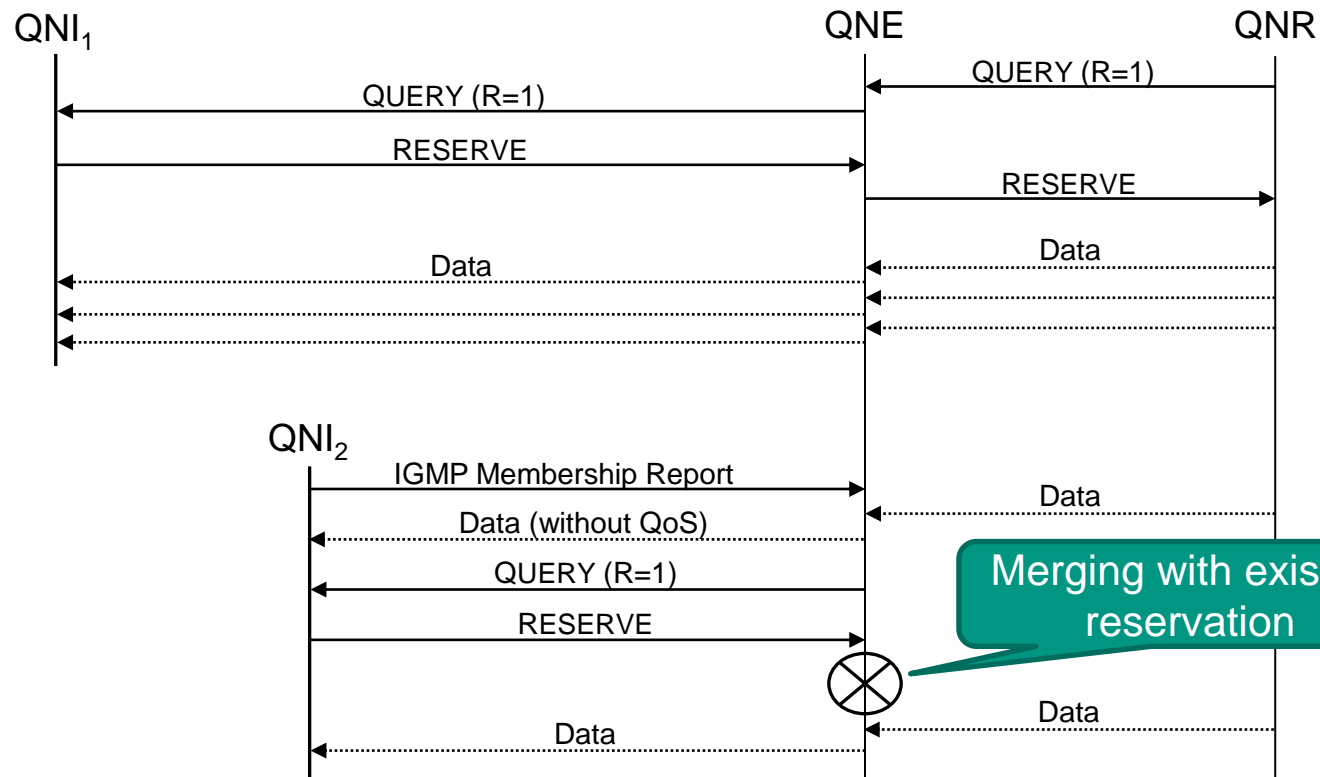 QNI₁
QNE
QNR
QUERY (R=1)
QUERY (R=1)
RESERVE
RESERVE
Data
Data
QNI₂
IGMP Membership Report
Data
Data (without QoS)
QUERY (R=1)
Merging with exis
reservation
RESERVE
Data
Data